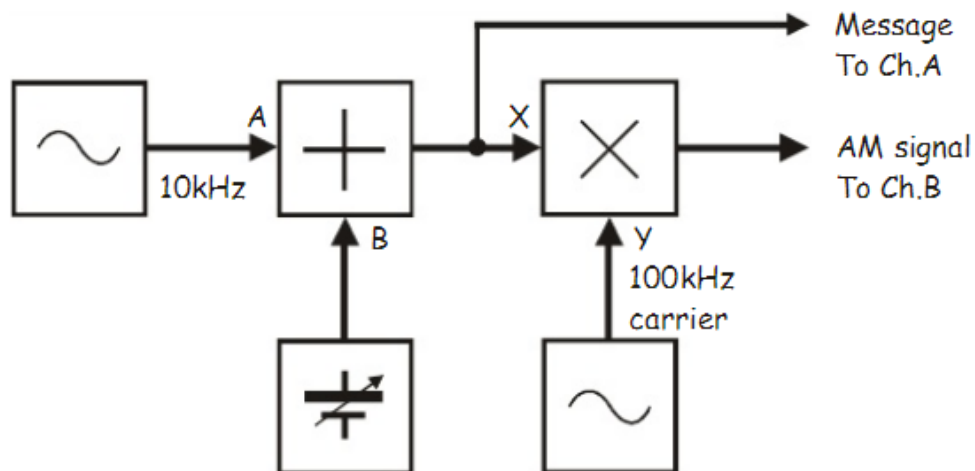 Message
To Ch.A
A
X
10kHz
AM signal
To Ch.B
B
Y
100kHz
carrier